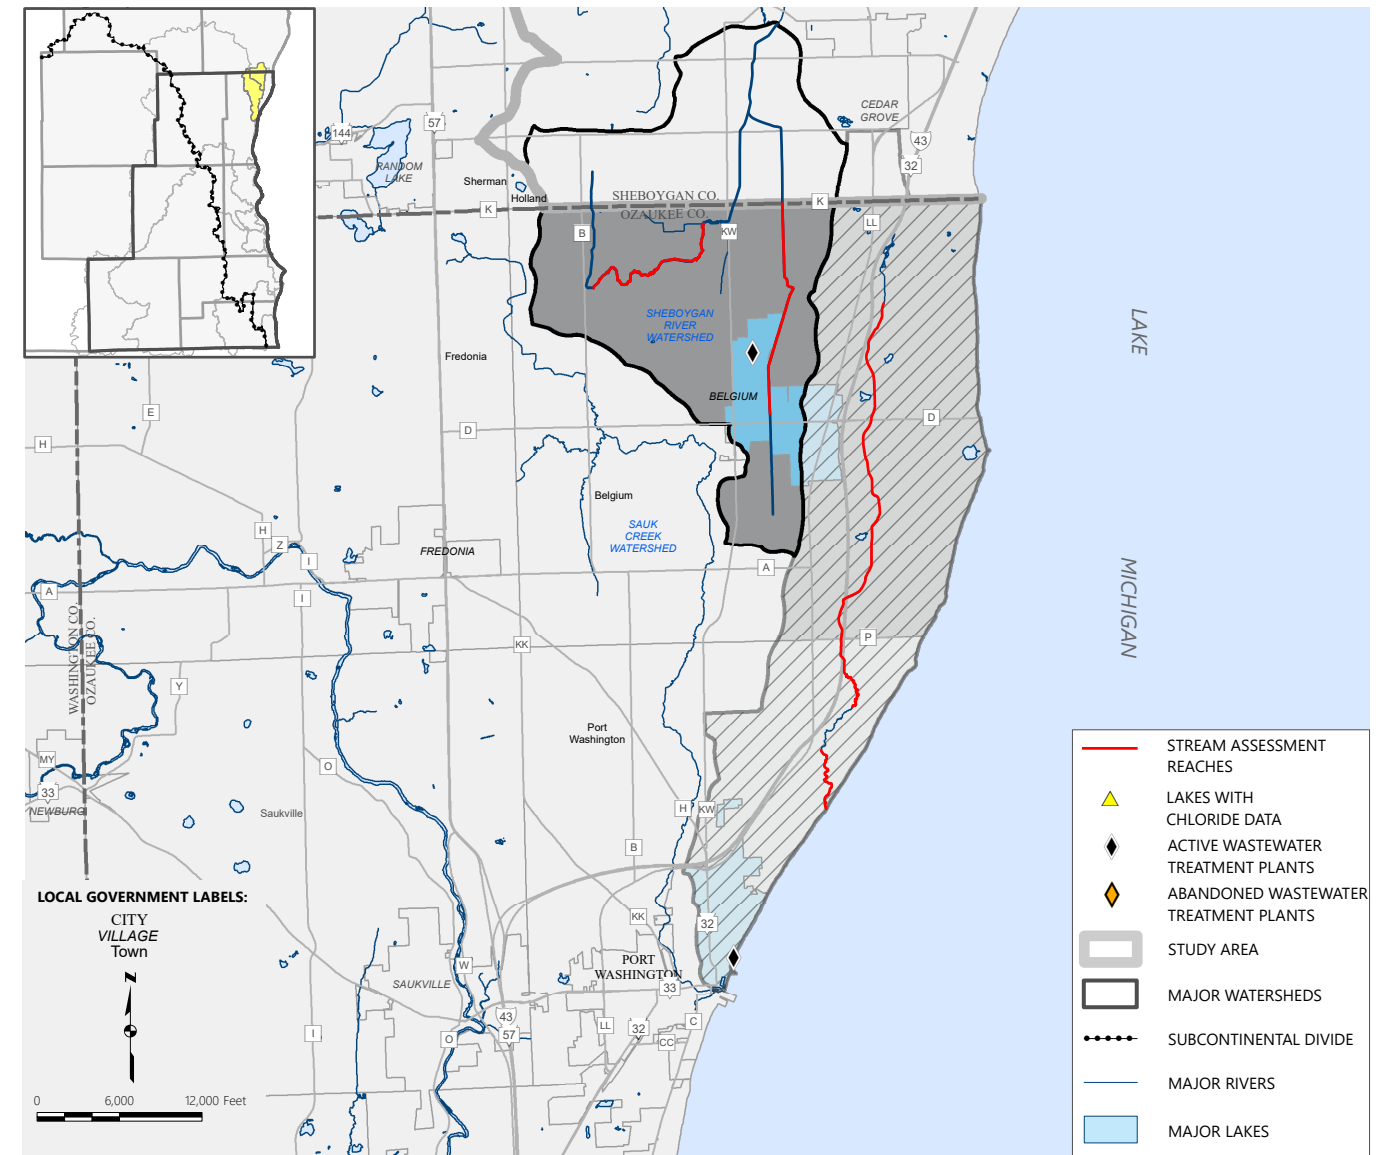 CEDAR
GROVE
57
144
43
32
RANDOM
LAKE
Sherman
Holland
SHEBOYGAN CO.
OZAUKEE CO.
K
K
LL
B
KW
SHEBOYGAN
RIVER
WATERSHED
LAKE
Fredonia
BELGIUM
E
D
D
H
Belgium
SAUK
CREEK
WATERSHED
H
Z
FREDONIA
I
A
A
I
MICHIGAN
WASHINGTON CO.
OZAUKEE CO.
KK
P
Y
Port
Washington
MY
O
33
NEWBURG
Saukville
H
KW
B
KK
32
W
PORT
WASHINGTON
SAUKVILLE
33
43
57
LL
32
C
CC
I
O
LOCAL GOVERNMENT LABELS:
CITY
VILLAGE
Town
N
0 6,000 12,000 Feet
STREAM ASSESSMENT
REACHES
LAKES WITH
CHLORIDE DATA
ACTIVE WASTEWATER
TREATMENT PLANTS
ABANDONED WASTEWATER
TREATMENT PLANTS
STUDY AREA
MAJOR WATERSHEDS
SUBCONTINENTAL DIVIDE
MAJOR RIVERS
MAJOR LAKES